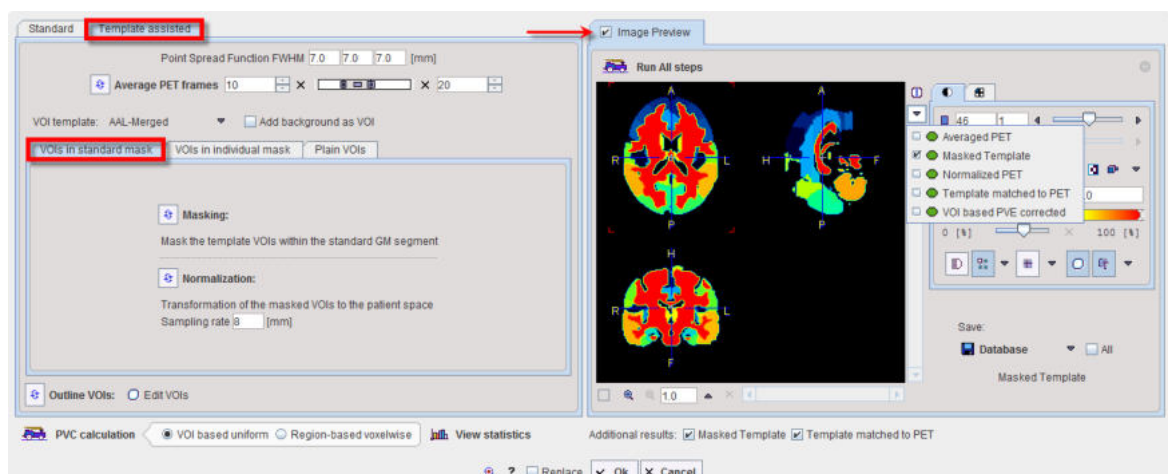 Standard Template assisted
Point Spread Function FWHM 7.0 7.0 7.0 [mm]
Average PET frames 10 × × 20
VOI template: AAL-Merged Add background as VOI
VOIs in standard mask VOIs in individual mask Plain VOIs
Masking:
Mask the template VOIs within the standard GM segment
Normalization:
Transformation of the masked VOIs to the patient space
Sampling rate 8 [mm]
Outline VOIs: Edit VOIs
PVC calculation VOI based uniform Region-based voxelwise View statistics
Image Preview
Run All steps
A
R L
P
A
H F
P
H
R L
F
46 1
Averaged PET
Masked Template
Normalized PET
Template matched to PET
VOI based PVE corrected
.0
0 [%] 100 [%]
Save:
Database All
Masked Template
1.0
Additional results: Masked Template Template matched to PET
? Replace Ok Cancel